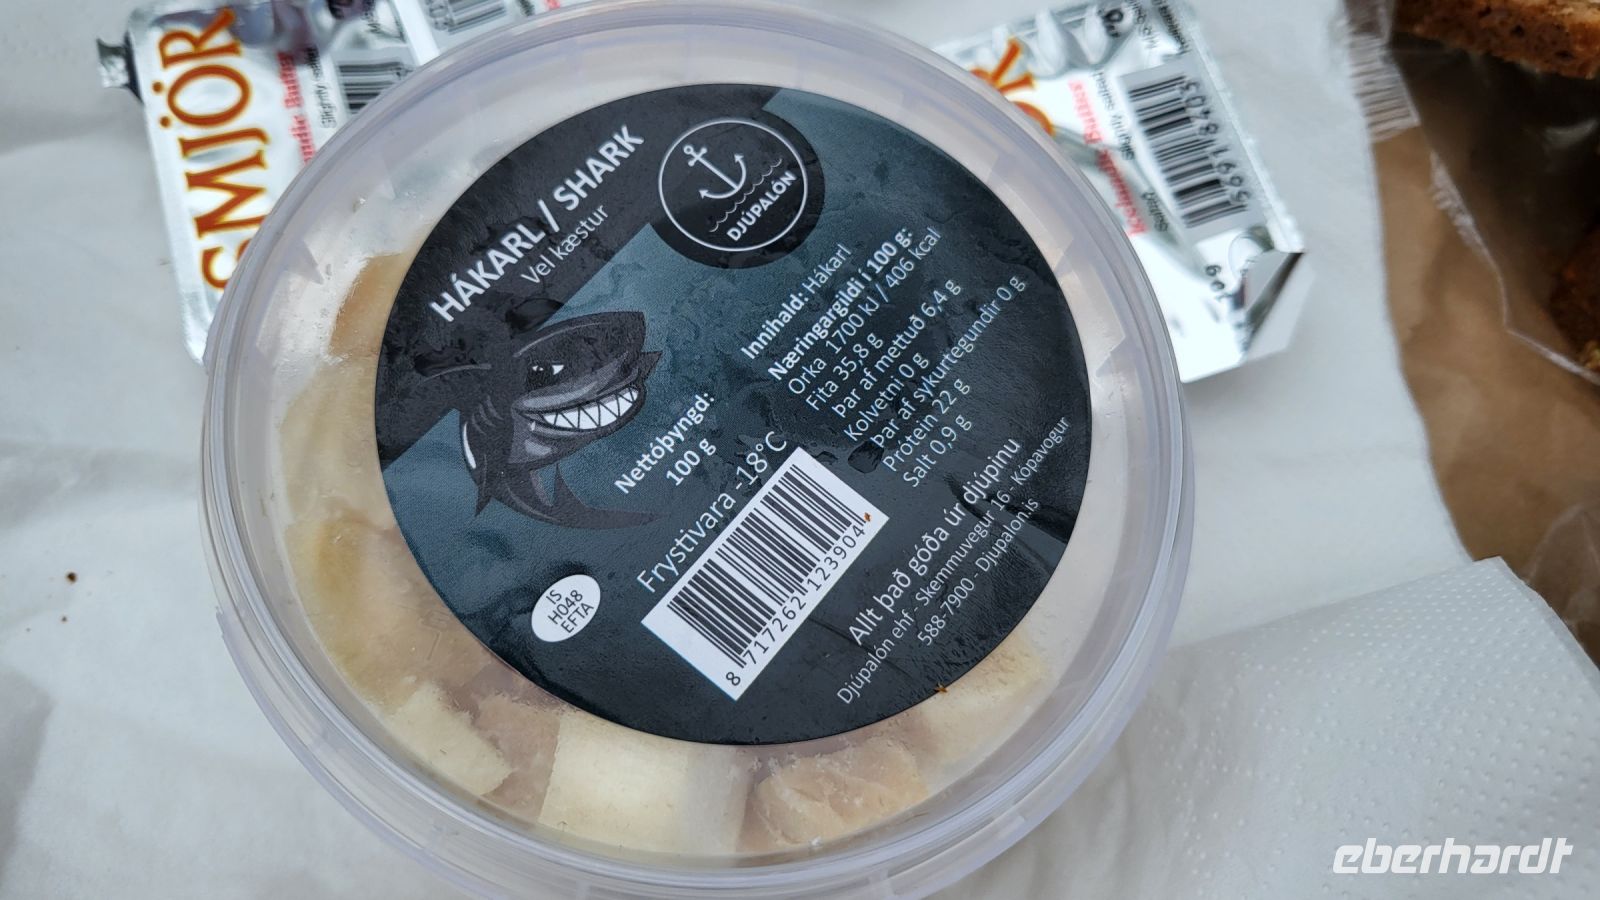 SMJÖR
HÁKARL / SHARK
Vel kæstur
DJÚPALÓN
Innihald: Hákarl
Næringargildi í 100 g:
Orka 1700 kJ / 406 kcal
Fita 35,8 g
Þar af mettuð 6,4 g
Kolvetni 0 g
Þar af sykurtegundir 0 g
Prótein 22 g
Salt 0,9 g
Nettóþyngd:
100 g
Frystivara -18°C
IS
H048
EFTA
8 717262 123904
Allt það góða úr djúpinu
Djúpalón ehf - Skemmuvegur 16 - Kópavogur
588-7900 - Djupalon.is
eberhardt